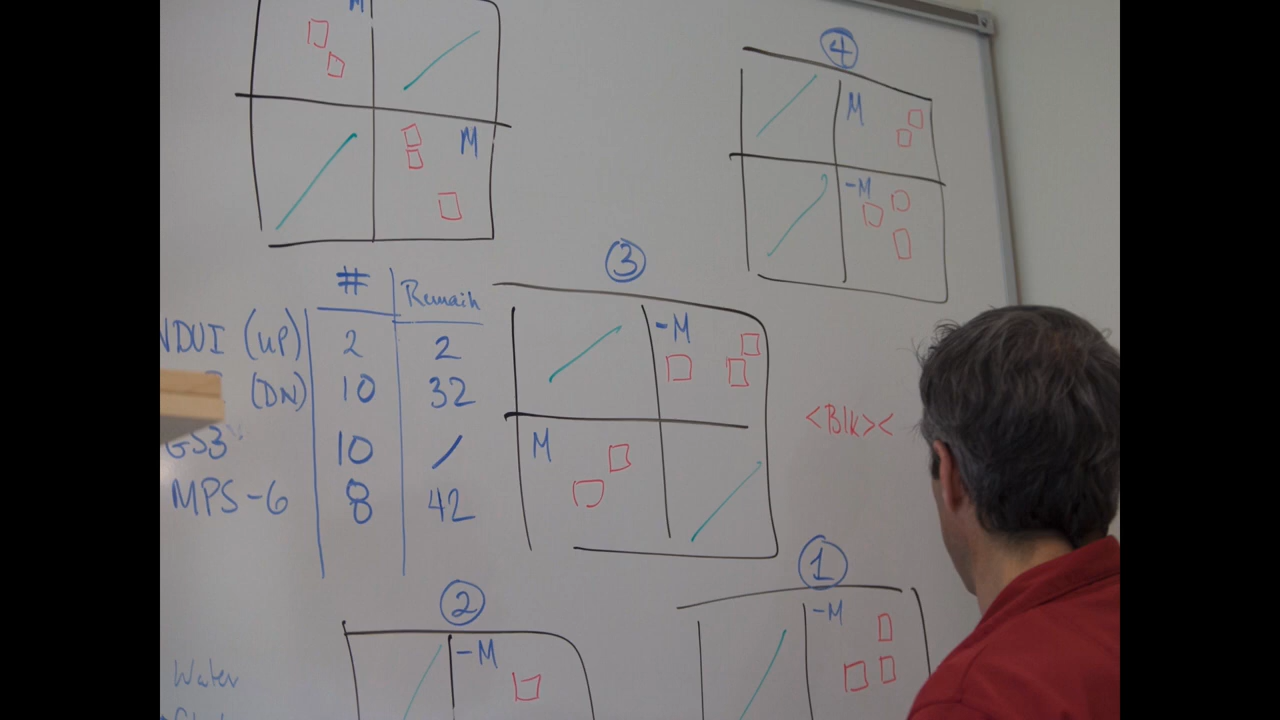 M
4
M
M
-M
3
# Remain
-M
NDVI (UP) 2 2
(DN) 10 32
<Blk><
M
GS3 10 /
MPS-6 8 42
1
2
-M
-M
Water